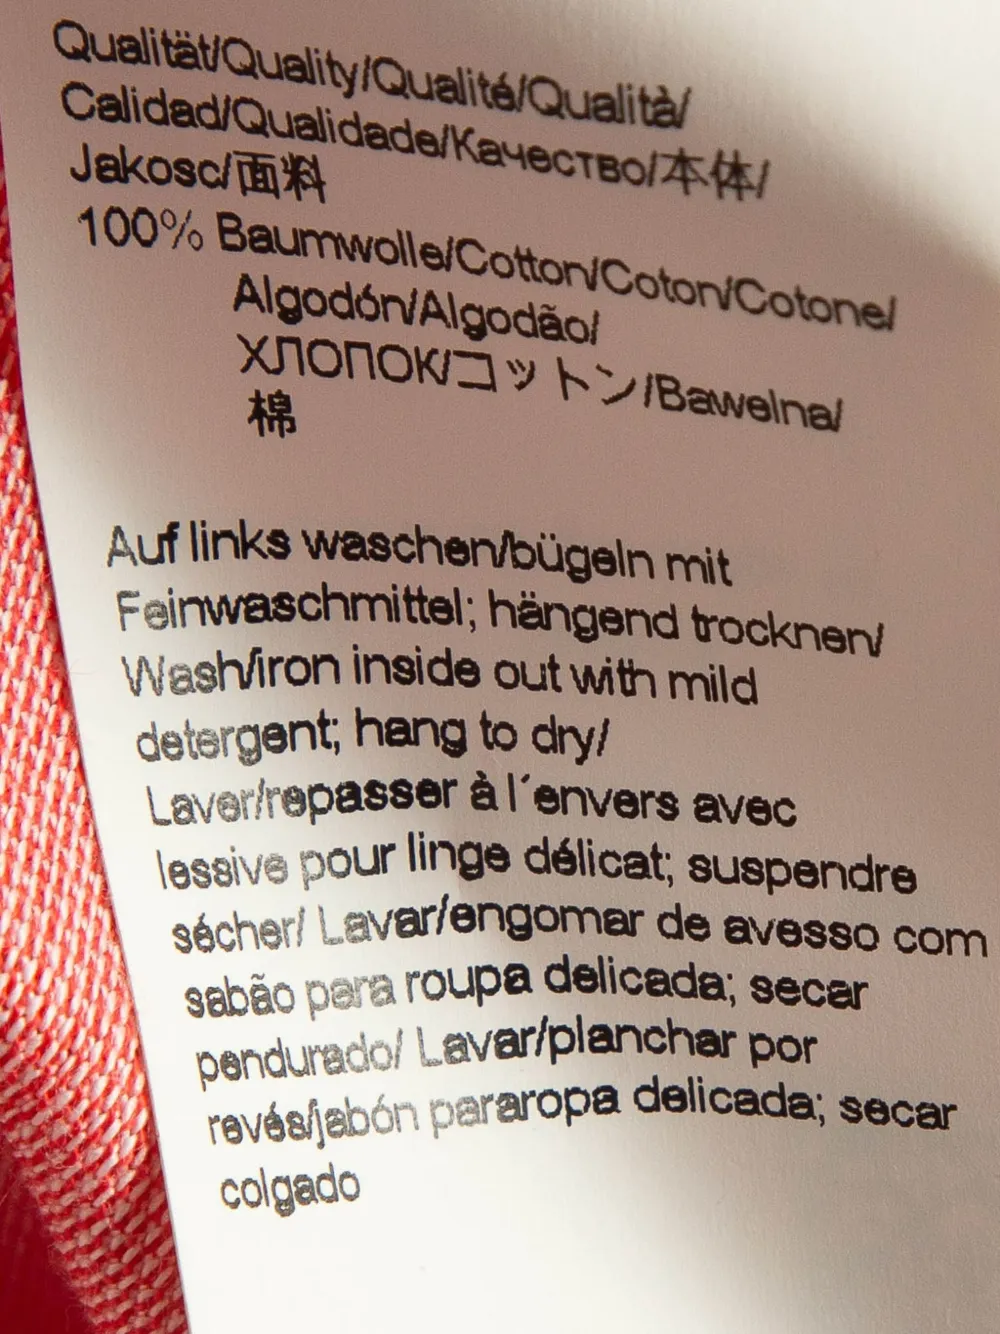 Qualität/Quality/Qualité/Qualità/
Calidad/Qualidade/Качество/本体/
Jakosc/面料
100% Baumwolle/Cotton/Coton/Cotone/
Algodón/Algodão/
ХЛОПОК/コットン/Bawelna/
棉
Auf links waschen/bügeln mit
Feinwaschmittel; hängend trocknen/
Wash/iron inside out with mild
detergent; hang to dry/
Laver/repasser à l´envers avec
lessive pour linge délicat; suspendre
sécher/ Lavar/engomar de avesso com
sabão para roupa delicada; secar
pendurado/ Lavar/planchar por
revés/jabón pararopa delicada; secar
colgado